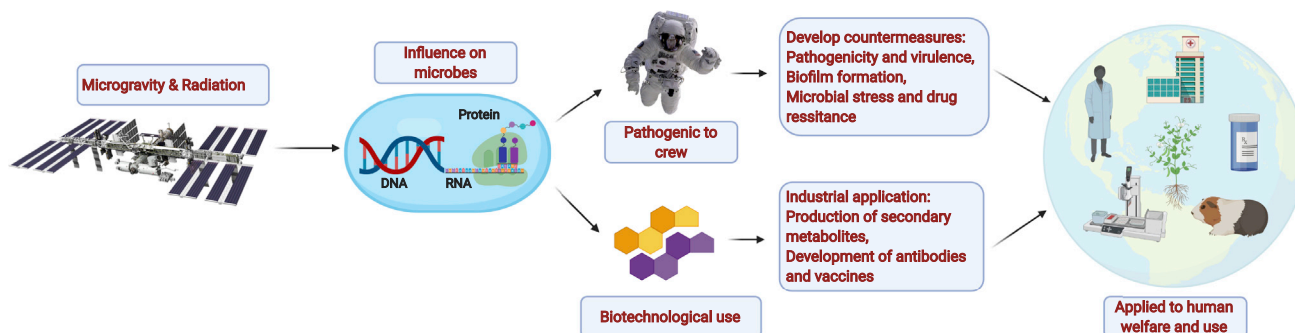 Microgravity & Radiation
Influence on
microbes
Protein
DNA
RNA
Pathogenic to
crew
Develop countermeasures:
Pathogenicity and virulence,
Biofilm formation,
Microbial stress and drug
ressitance
Biotechnological use
Industrial application:
Production of secondary
metabolites,
Development of antibodies
and vaccines
Applied to human
welfare and use